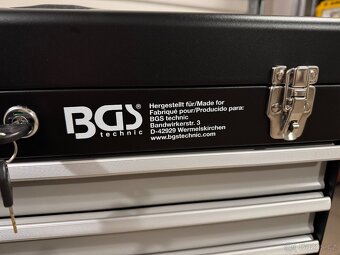 BGS®
technic
Hergestellt für/Made for
Fabriqué pour/Producido para:
BGS technic
Bandwirkerstr. 3
D-42929 Wermelskirchen
www.bgstechnic.com